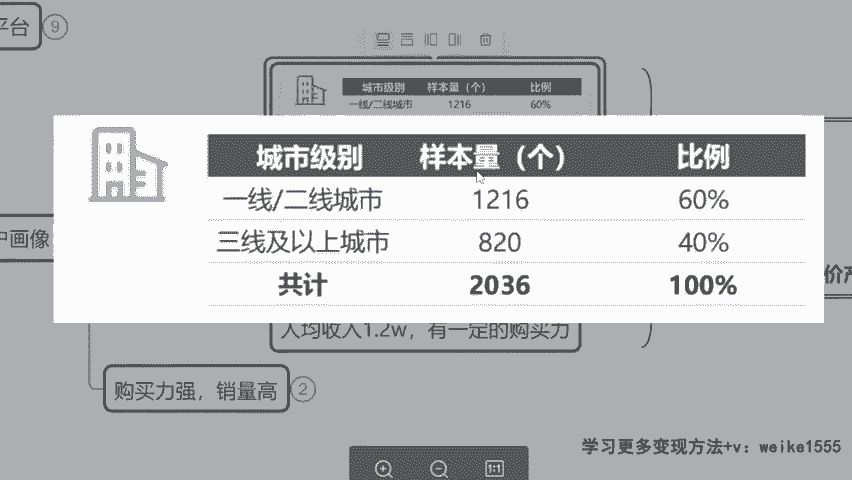 平台 9
城市级别 样本量（个） 比例
一线/二线城市 1216 60%
城市级别 样本量（个） 比例
一线/二线城市 1216 60%
三线及以上城市 820 40%
共计 2036 100%
户画像
价产
人均收入1.2w，有一定的购买力
购买力强，销量高 2
学习更多变现方法+v：weike1555
1:1